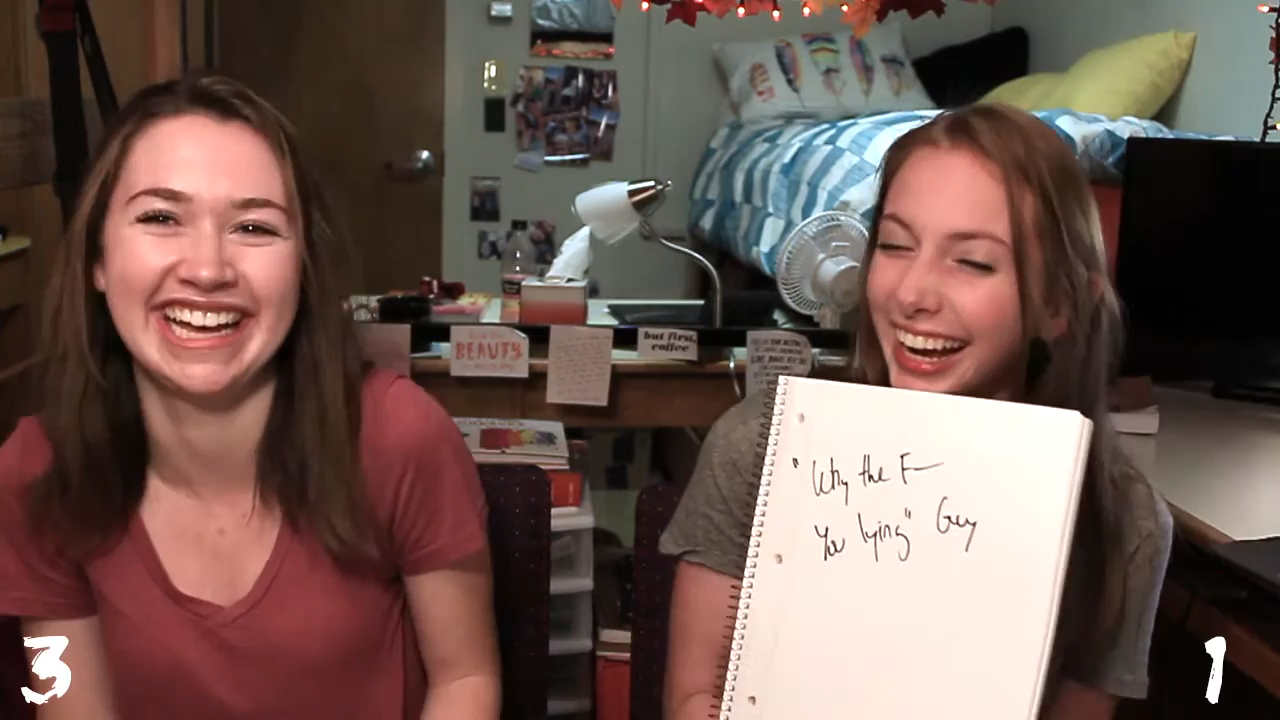 BEAUTY
but first,
coffee
"Why the F—
You lying" Guy
3
1